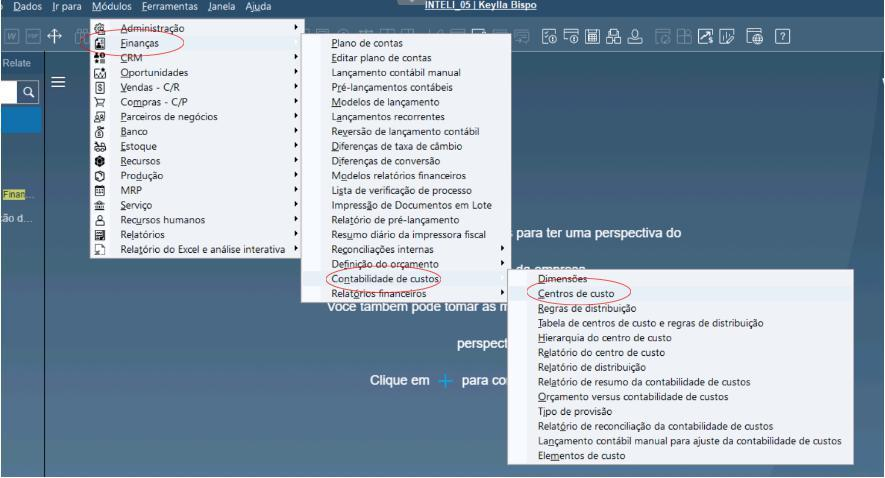 Dados Ir para Módulos Ferramentas Janela Ajuda
INTELI_05 | Keylla Bispo
Relate
Finan...
ão d...
Administração
Finanças
CRM
Oportunidades
Vendas - C/R
Compras - C/P
Parceiros de negócios
Banco
Estoque
Recursos
Produção
MRP
Serviço
Recursos humanos
Relatórios
Relatório do Excel e análise interativa
Plano de contas
Editar plano de contas
Lançamento contábil manual
Pré-lançamentos contábeis
Modelos de lançamento
Lançamentos recorrentes
Reversão de lançamento contábil
Diferenças de taxa de câmbio
Diferenças de conversão
Modelos relatórios financeiros
Lista de verificação de processo
Impressão de Documentos em Lote
Relatório de pré-lançamento
Resumo diário da impressora fiscal
Reconciliações internas
Definição do orçamento
Contabilidade de custos
Relatórios financeiros
Dimensões
Centros de custo
Regras de distribuição
Tabela de centros de custo e regras de distribuição
Hierarquia do centro de custo
Relatório do centro de custo
Relatório de distribuição
Relatório de resumo da contabilidade de custos
Orçamento versus contabilidade de custos
Tipo de provisão
Relatório de reconciliação da contabilidade de custos
Lançamento contábil manual para ajuste da contabilidade de custos
Elementos de custo
para ter uma perspectiva do
da empresa
Você também pode tomar as
perspect
Clique em + para co